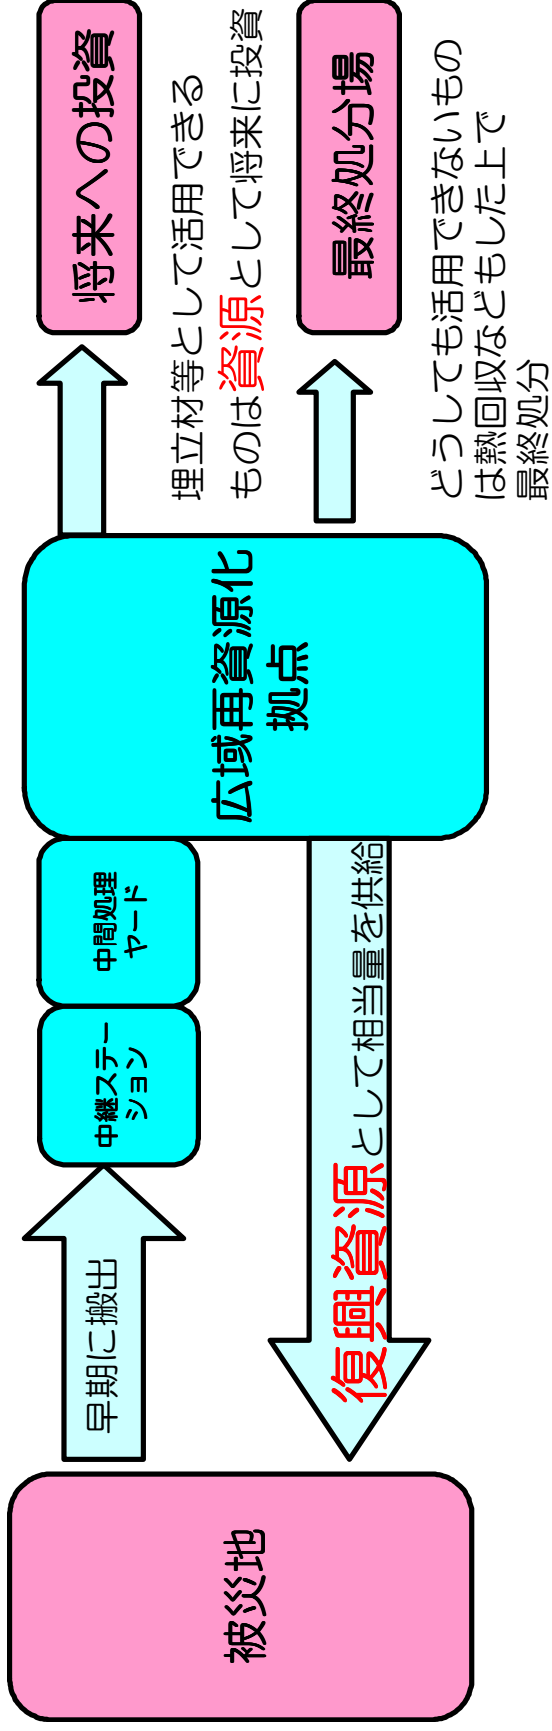 被災地
早期に搬出
中継ステー
ション
中間処理
ヤード
広域再資源化
拠点
復興資源として相当量を供給
将来への投資
埋立材等として活用できる
ものは資源として将来に投資
最終処分場
どうしても活用できないもの
は熱回収などもした上で
最終処分